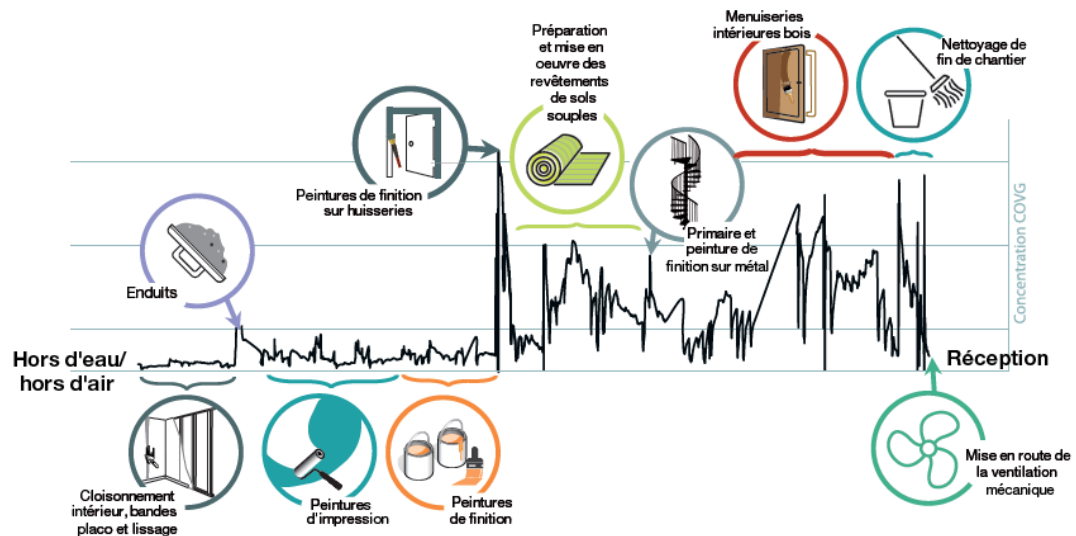 Menuiseries
intérieures bois
Nettoyage de
fin de chantier
Préparation
et mise en
oeuvre des
revêtements
de sols
souples
Peintures de finition
sur huisseries
Primaire et
peinture de
finition sur métal
Enduits
Concentration COVG
Hors d'eau/
hors d'air
Réception
Cloisonnement
intérieur, bandes
placo et lissage
Peintures
d'impression
Peintures
de finition
Mise en route de
la ventilation
mécanique